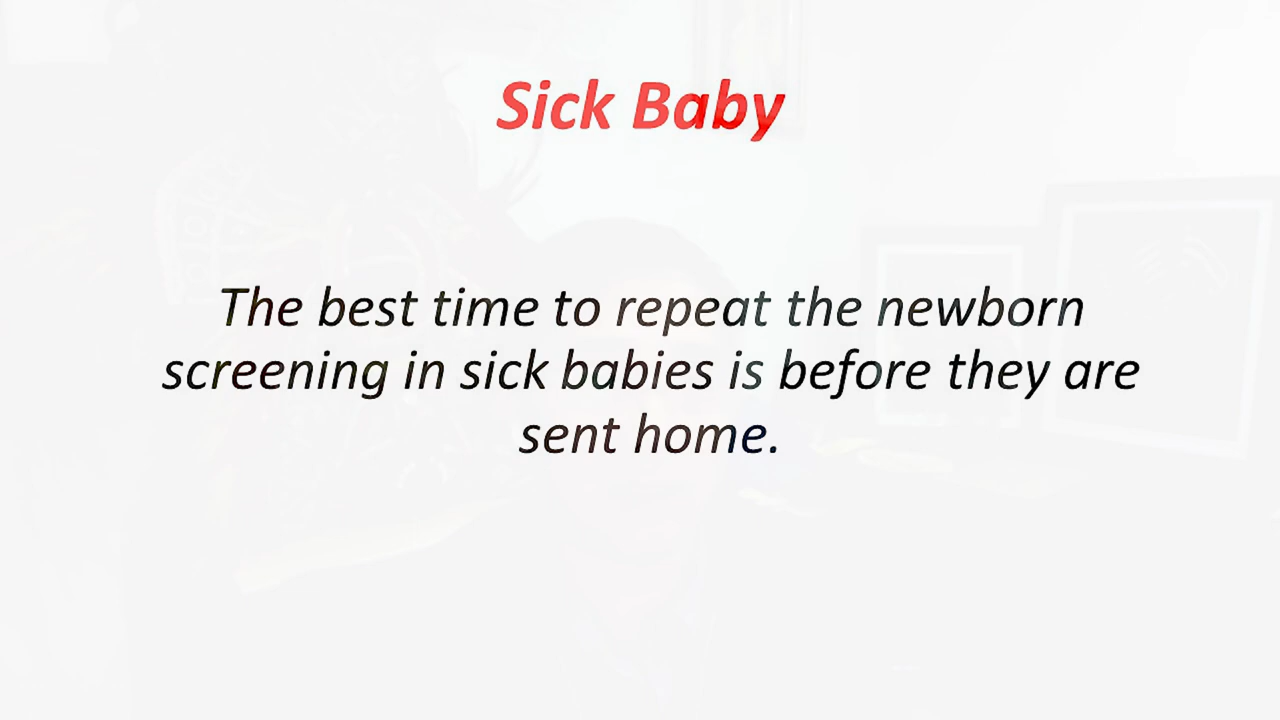 Sick Baby
The best time to repeat the newborn
screening in sick babies is before they are
sent home.